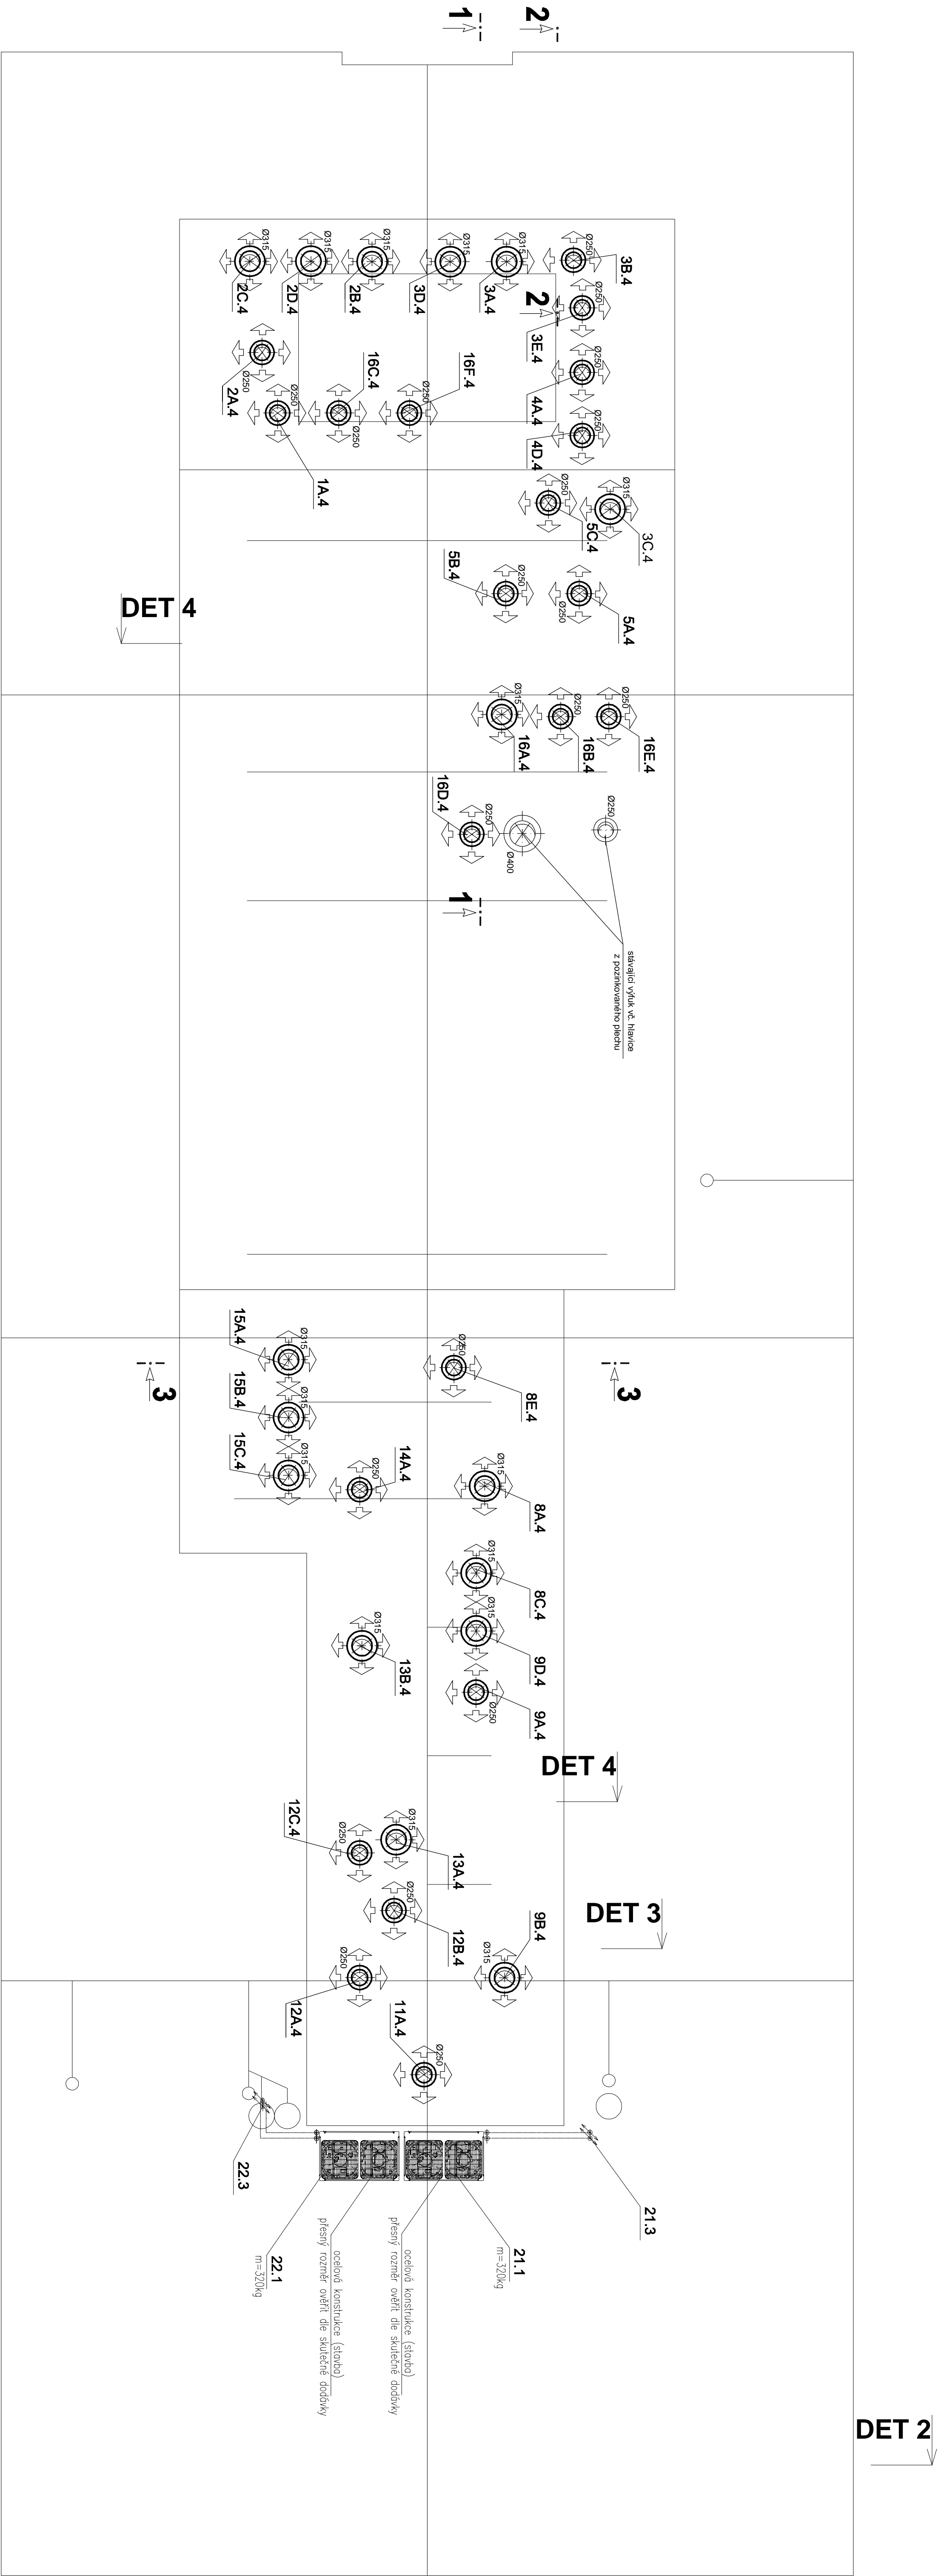 1
2
Ø250
3B.4
Ø315
3A.4
Ø315
3D.4
Ø315
2B.4
Ø315
2D.4
Ø315
2C.4
2
Ø250
3E.4
Ø250
4A.4
Ø250
4D.4
Ø250
2A.4
Ø250
1A.4
Ø250
16C.4
Ø250
16F.4
Ø315
3C.4
Ø250
5C.4
Ø250
5B.4
Ø250
Ø250
5A.4
DET 4
Ø250
16E.4
Ø250
16B.4
Ø315
16A.4
Ø250
16D.4
Ø400
Ø250
1
stávající výfuk vč. hlavice
z pozinkovaného plechu
Ø315
15A.4
Ø315
15B.4
Ø315
15C.4
3
3
Ø250
8E.4
Ø250
14A.4
Ø315
8A.4
Ø315
8C.4
Ø315
9D.4
Ø250
9A.4
Ø315
13B.4
DET 4
Ø250
12C.4
Ø315
13A.4
Ø250
12B.4
DET 3
Ø315
9B.4
Ø250
12A.4
Ø250
11A.4
22.3
21.3
22.1
m=320kg
21.1
m=320kg
ocelová konstrukce (stavba)
přesný rozměr ověřit dle skutečné dodávky
ocelová konstrukce (stavba)
přesný rozměr ověřit dle skutečné dodávky
DET 2